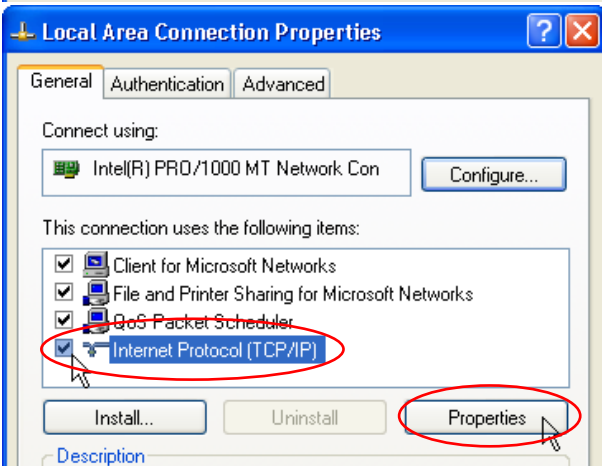 Local Area Connection Properties
General Authentication Advanced
Connect using:
Intel(R) PRO/1000 MT Network Con Configure...
This connection uses the following items:
Client for Microsoft Networks
File and Printer Sharing for Microsoft Networks
QoS Packet Scheduler
Internet Protocol (TCP/IP)
Install... Uninstall Properties
Description